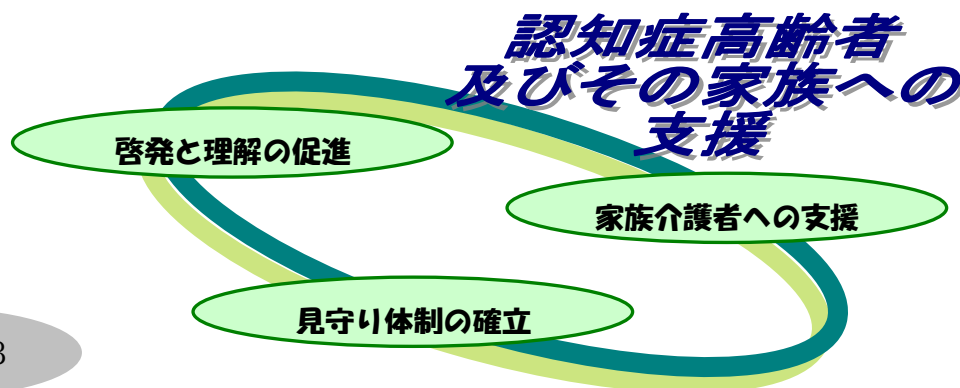 認知症高齢者
及びその家族への
支援
啓発と理解の促進
家族介護者への支援
見守り体制の確立
3